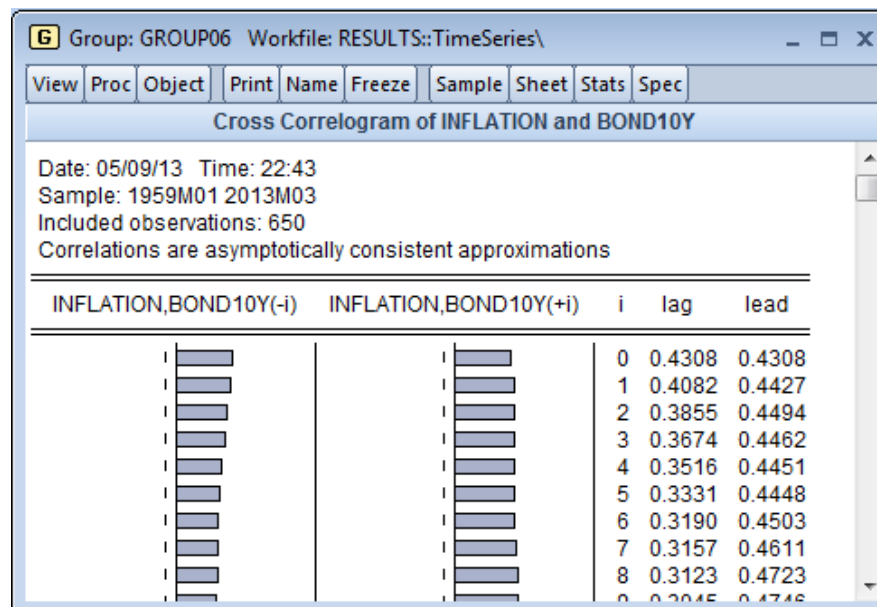 G Group: GROUP06 Workfile: RESULTS::TimeSeries\
View Proc Object Print Name Freeze Sample Sheet Stats Spec
Cross Correlogram of INFLATION and BOND10Y
Date: 05/09/13 Time: 22:43
Sample: 1959M01 2013M03
Included observations: 650
Correlations are asymptotically consistent approximations
INFLATION,BOND10Y(-i) INFLATION,BOND10Y(+i) i lag lead
0 0.4308 0.4308
1 0.4082 0.4427
2 0.3855 0.4494
3 0.3674 0.4462
4 0.3516 0.4451
5 0.3331 0.4448
6 0.3190 0.4503
7 0.3157 0.4611
8 0.3123 0.4723